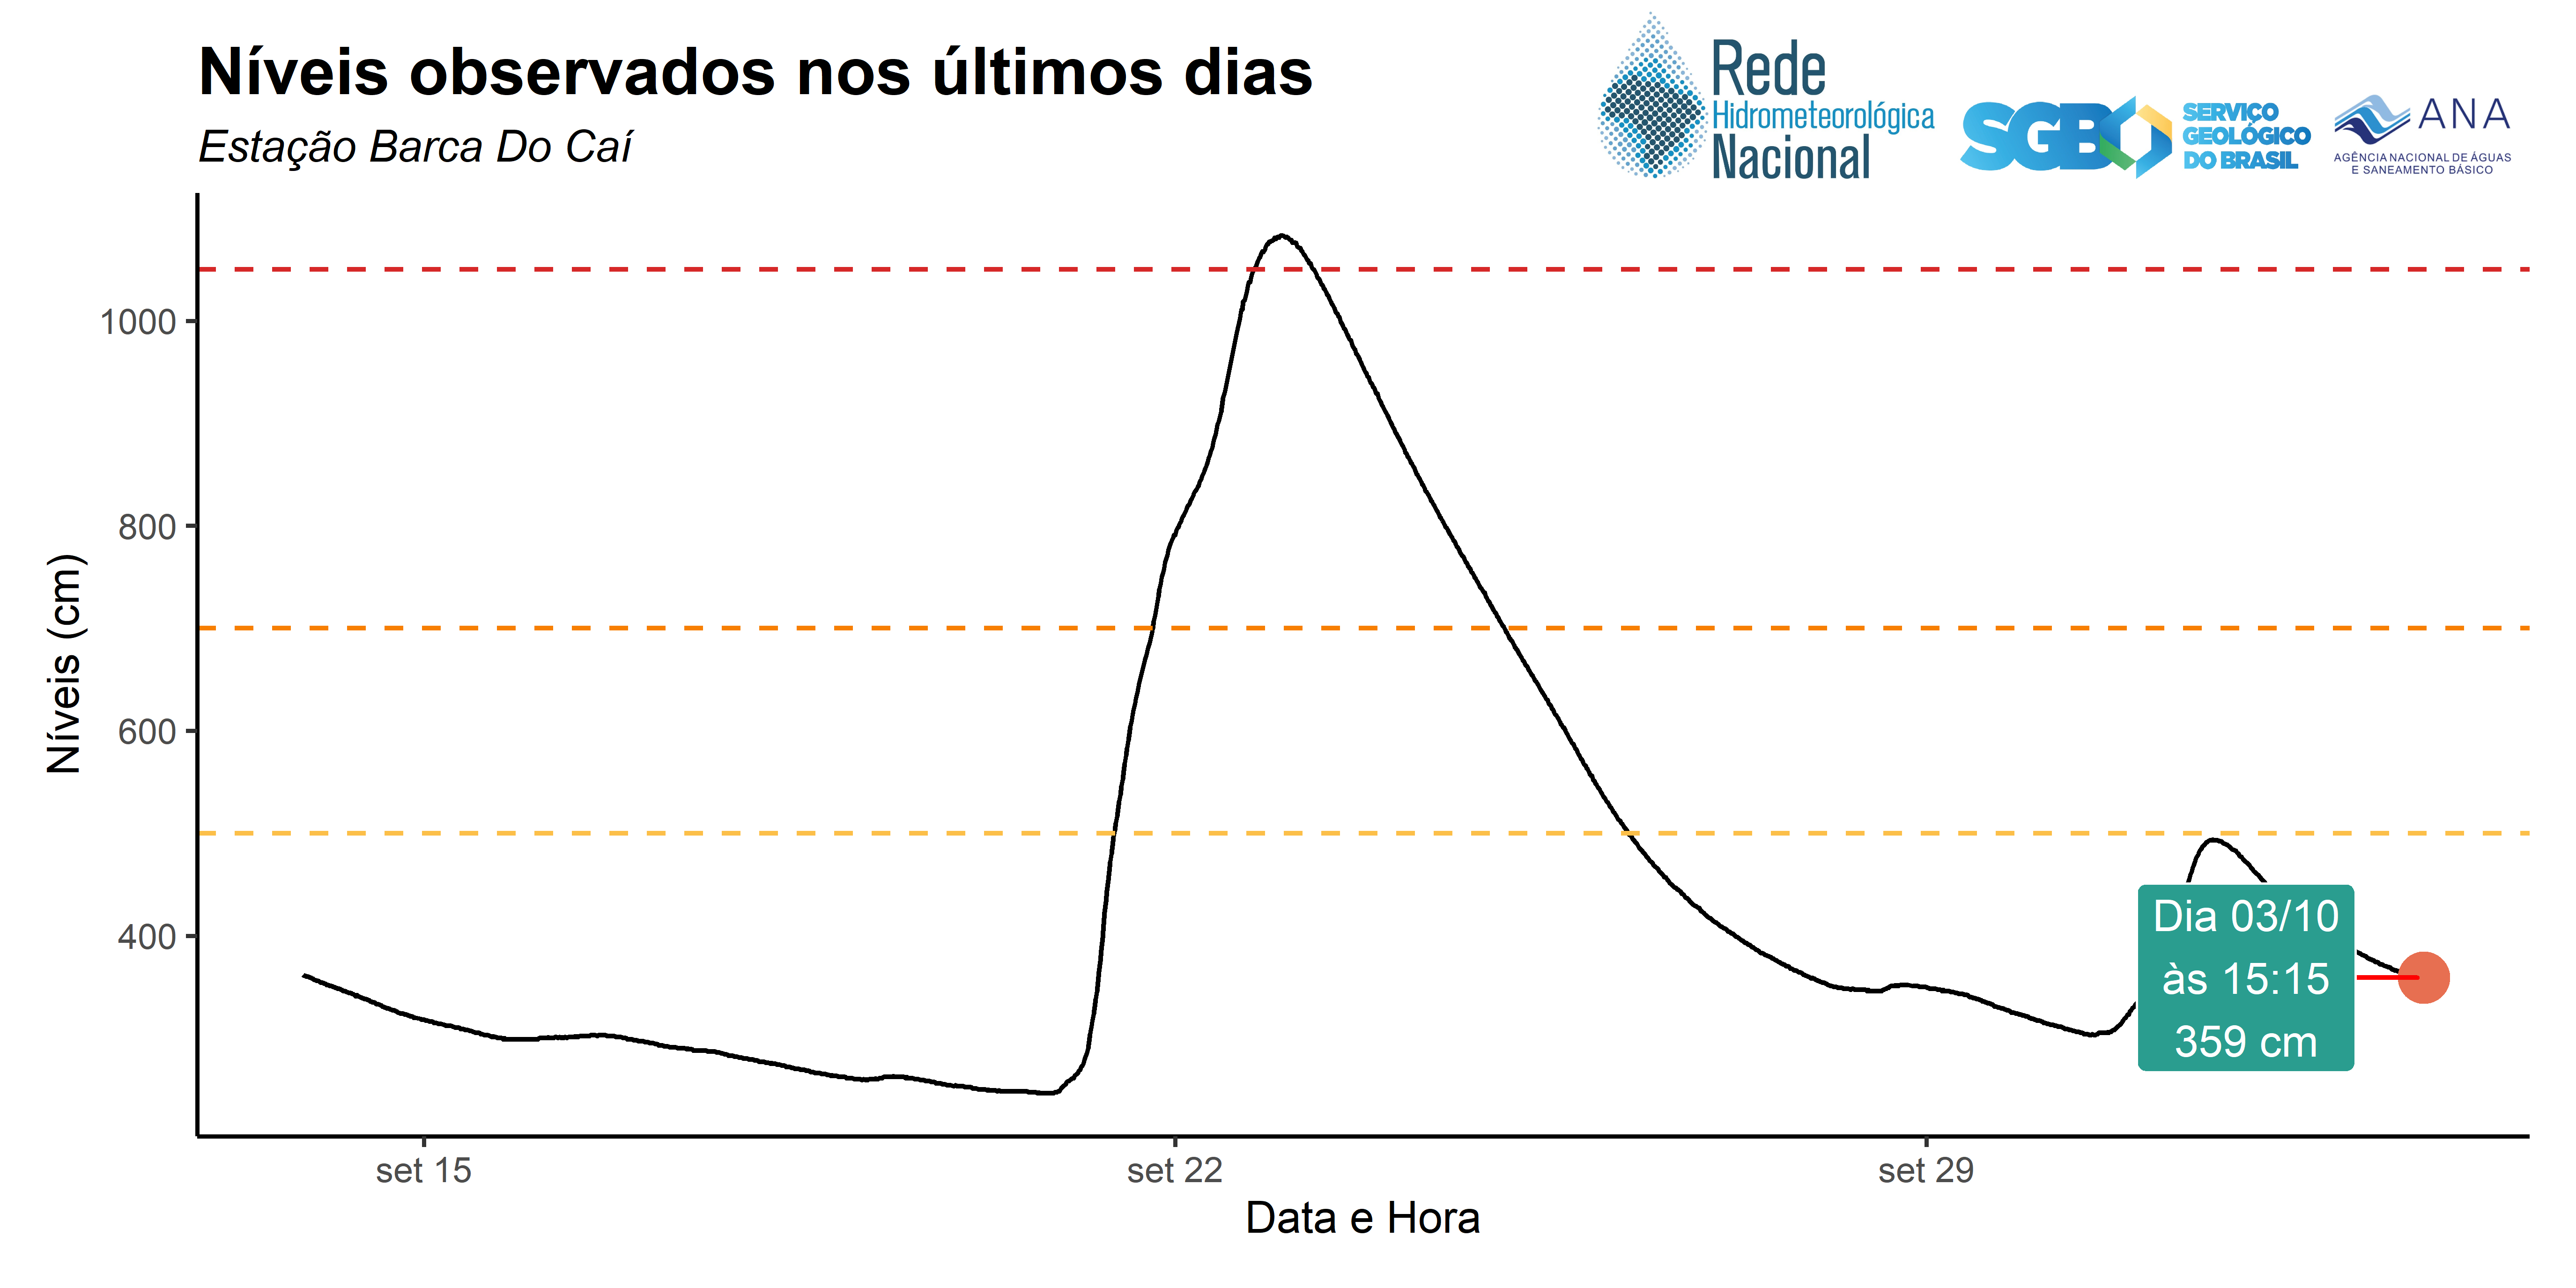 Níveis observados nos últimos dias
Estação Barca Do Caí
Rede
Hidrometeorológica
Nacional
SGB
SERVIÇO
GEOLÓGICO
DO BRASIL
ANA
AGÊNCIA NACIONAL DE ÁGUAS
E SANEAMENTO BÁSICO
Níveis (cm)
1000
800
600
400
Dia 03/10
às 15:15
359 cm
set 15
set 22
set 29
Data e Hora